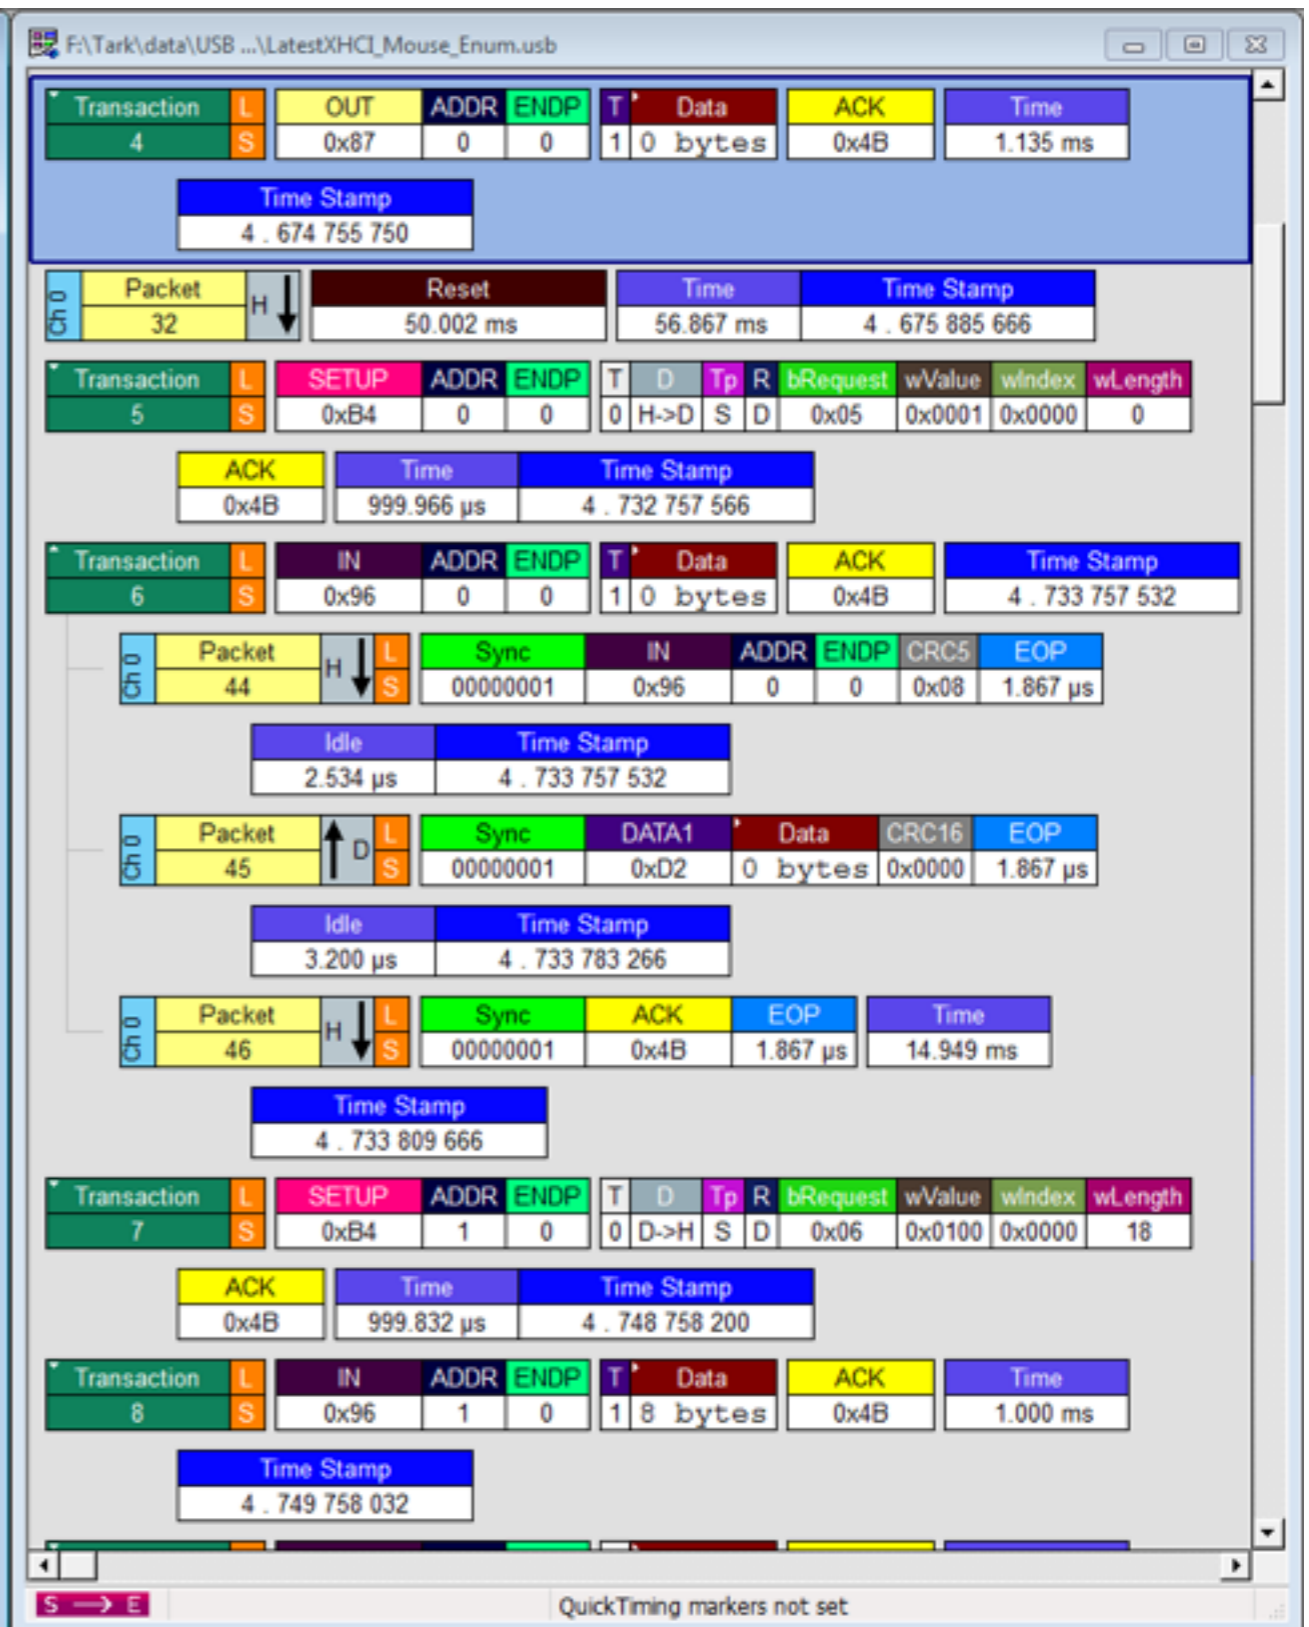 F:\Tark\data\USB ...\LatestXHCI_Mouse_Enum.usb
Transaction L OUT ADDR ENDP T Data ACK Time
4 S 0x87 0 0 1 0 bytes 0x4B 1.135 ms
Time Stamp
4 . 674 755 750
Ch 0 Packet H Reset Time Time Stamp
32 50.002 ms 56.867 ms 4 . 675 885 666
Transaction L SETUP ADDR ENDP T D Tp R bRequest wValue wIndex wLength
5 S 0xB4 0 0 0 H->D S D 0x05 0x0001 0x0000 0
ACK Time Time Stamp
0x4B 999.966 µs 4 . 732 757 566
Transaction L IN ADDR ENDP T Data ACK Time Stamp
6 S 0x96 0 0 1 0 bytes 0x4B 4 . 733 757 532
Ch 0 Packet H L Sync IN ADDR ENDP CRC5 EOP
44 S 00000001 0x96 0 0 0x08 1.867 µs
Idle Time Stamp
2.534 µs 4 . 733 757 532
Ch 0 Packet D L Sync DATA1 Data CRC16 EOP
45 S 00000001 0xD2 0 bytes 0x0000 1.867 µs
Idle Time Stamp
3.200 µs 4 . 733 783 266
Ch 0 Packet H L Sync ACK EOP Time
46 S 00000001 0x4B 1.867 µs 14.949 ms
Time Stamp
4 . 733 809 666
Transaction L SETUP ADDR ENDP T D Tp R bRequest wValue wIndex wLength
7 S 0xB4 1 0 0 D->H S D 0x06 0x0100 0x0000 18
ACK Time Time Stamp
0x4B 999.832 µs 4 . 748 758 200
Transaction L IN ADDR ENDP T Data ACK Time
8 S 0x96 1 0 1 8 bytes 0x4B 1.000 ms
Time Stamp
4 . 749 758 032
S → E QuickTiming markers not set